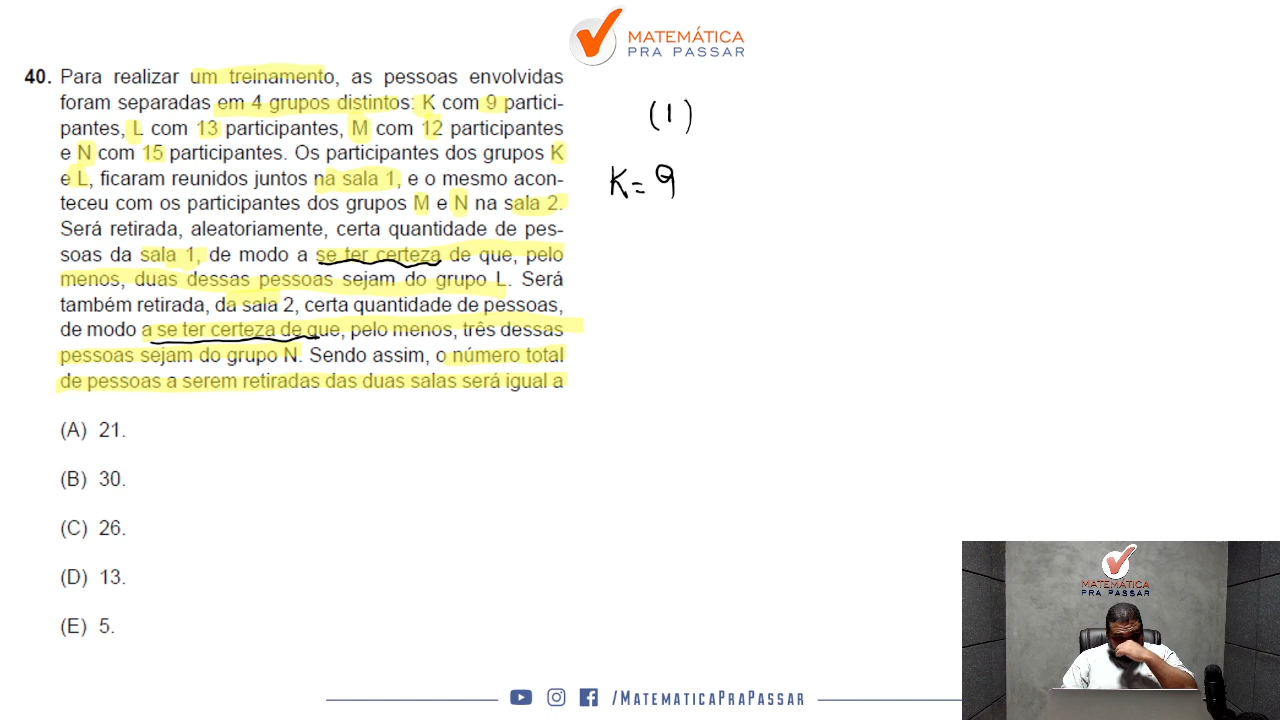 MATEMÁTICA
PRA PASSAR
40. Para realizar um treinamento, as pessoas envolvidas
foram separadas em 4 grupos distintos: K com 9 partici-
pantes, L com 13 participantes, M com 12 participantes
e N com 15 participantes. Os participantes dos grupos K
e L, ficaram reunidos juntos na sala 1, e o mesmo acon-
teceu com os participantes dos grupos M e N na sala 2.
Será retirada, aleatoriamente, certa quantidade de pes-
soas da sala 1, de modo a se ter certeza de que, pelo
menos, duas dessas pessoas sejam do grupo L. Será
também retirada, da sala 2, certa quantidade de pessoas,
de modo a se ter certeza de que, pelo menos, três dessas
pessoas sejam do grupo N. Sendo assim, o número total
de pessoas a serem retiradas das duas salas será igual a
(A) 21.
(B) 30.
(C) 26.
(D) 13.
(E) 5.
(1)
K = 9
MATEMÁTICA
PRA PASSAR
/MATEMATICAPRAPASSAR